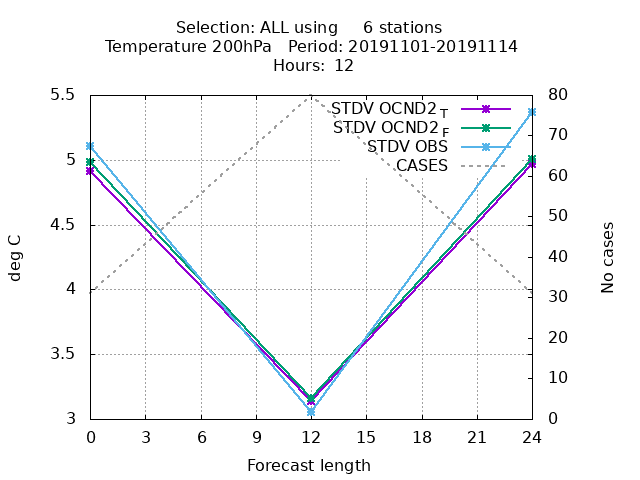 Selection: ALL using     6 stations
Temperature 200hPa   Period: 20191101-20191114
Hours:  12
5.5
5
4.5
4
3.5
3
deg C
STDV OCND2_T
STDV OCND2_F
STDV OBS
CASES
80
70
60
50
40
30
20
10
0
No cases
0 3 6 9 12 15 18 21 24
Forecast length